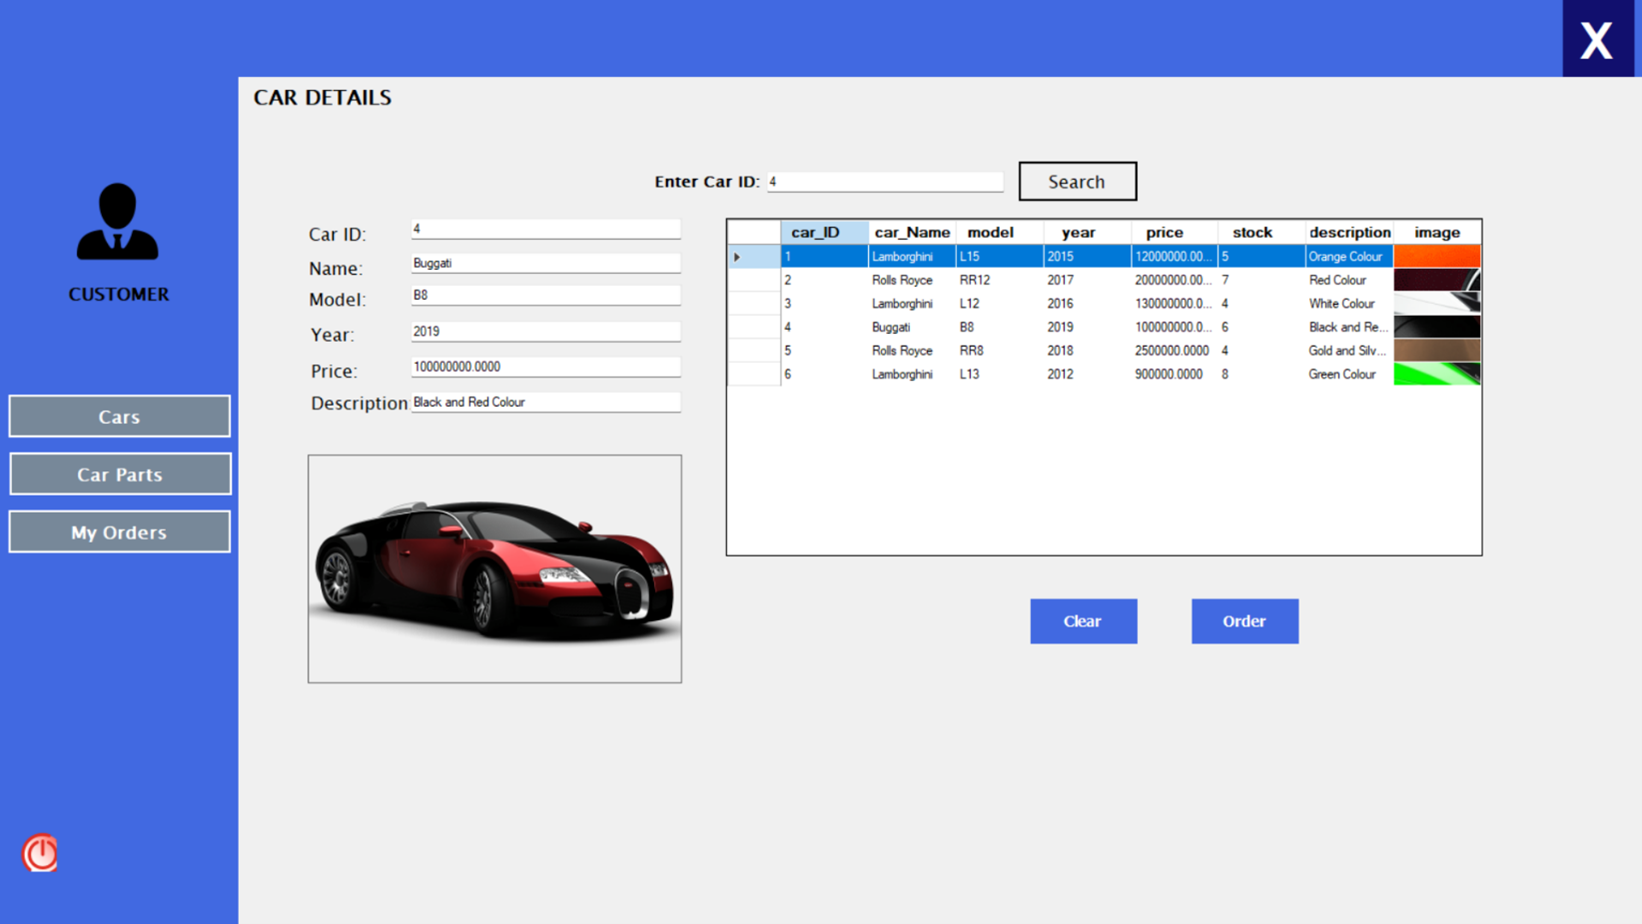 X
CAR DETAILS
CUSTOMER
Cars
Car Parts
My Orders
Enter Car ID: 4 Search
Car ID: 4
Name: Buggati
Model: B8
Year: 2019
Price: 100000000.0000
Description Black and Red Colour
car_ID car_Name model year price stock description image
1 Lamborghini L15 2015 12000000.00... 5 Orange Colour
2 Rolls Royce RR12 2017 20000000.00... 7 Red Colour
3 Lamborghini L12 2016 130000000.0... 4 White Colour
4 Buggati B8 2019 100000000.0... 6 Black and Re...
5 Rolls Royce RR8 2018 2500000.0000 4 Gold and Silv...
6 Lamborghini L13 2012 900000.0000 8 Green Colour
Clear Order